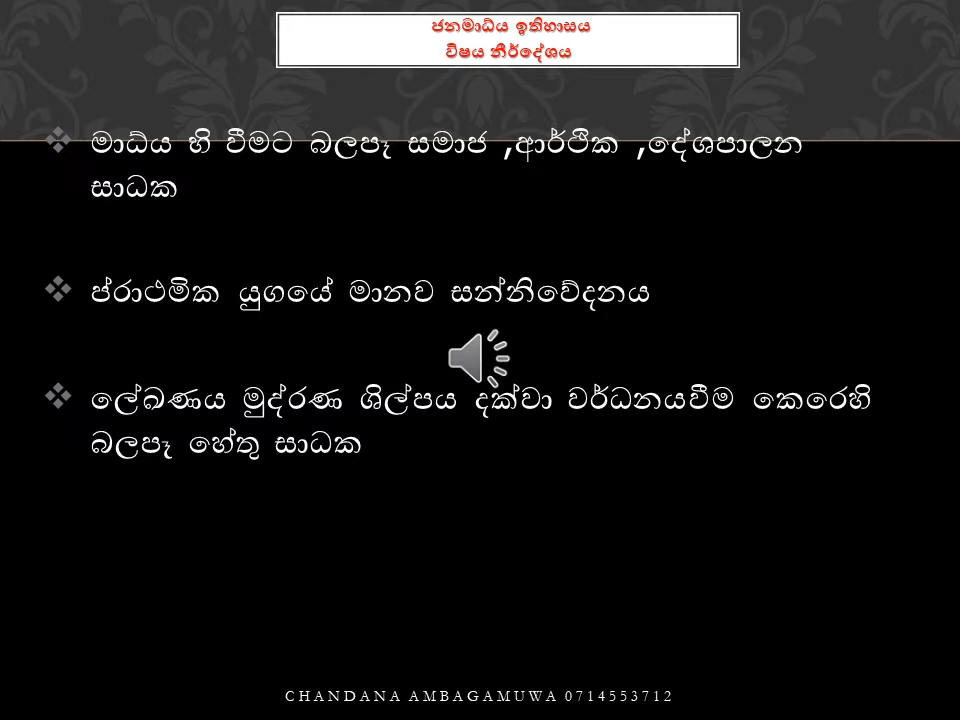 ජනමාධ්ය ඉතිහාසය
විෂය නිර්දේශය
මාධ්ය හි වීමට බලපෑ සමාජ ,ආර්ථික ,දේශපාලන
සාධක
ප්රාථමික යුගයේ මානව සන්නිවේදනය
ලේඛණය මුද්රණ ශිල්පය දක්වා වර්ධනයවීම කෙරෙහි
බලපෑ හේතු සාධක
CHANDANA AMBAGAMUWA 0714553712